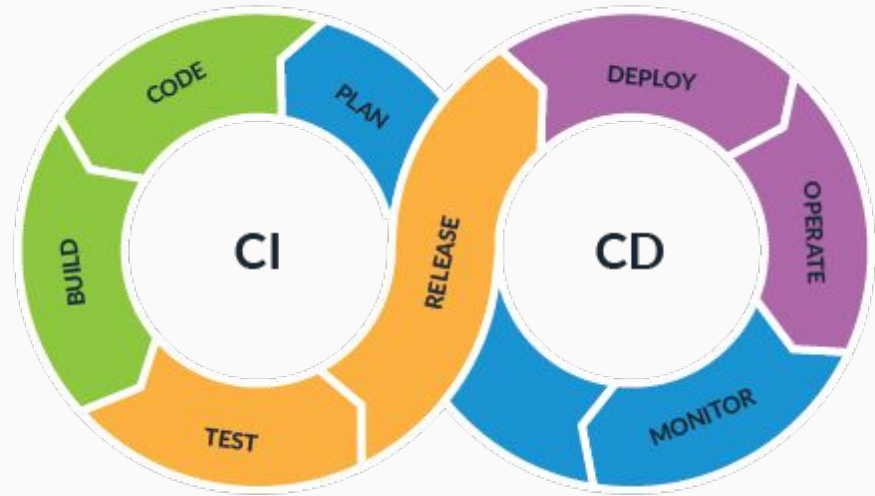 PLAN
CODE
BUILD
TEST
RELEASE
DEPLOY
OPERATE
MONITOR
CI
CD